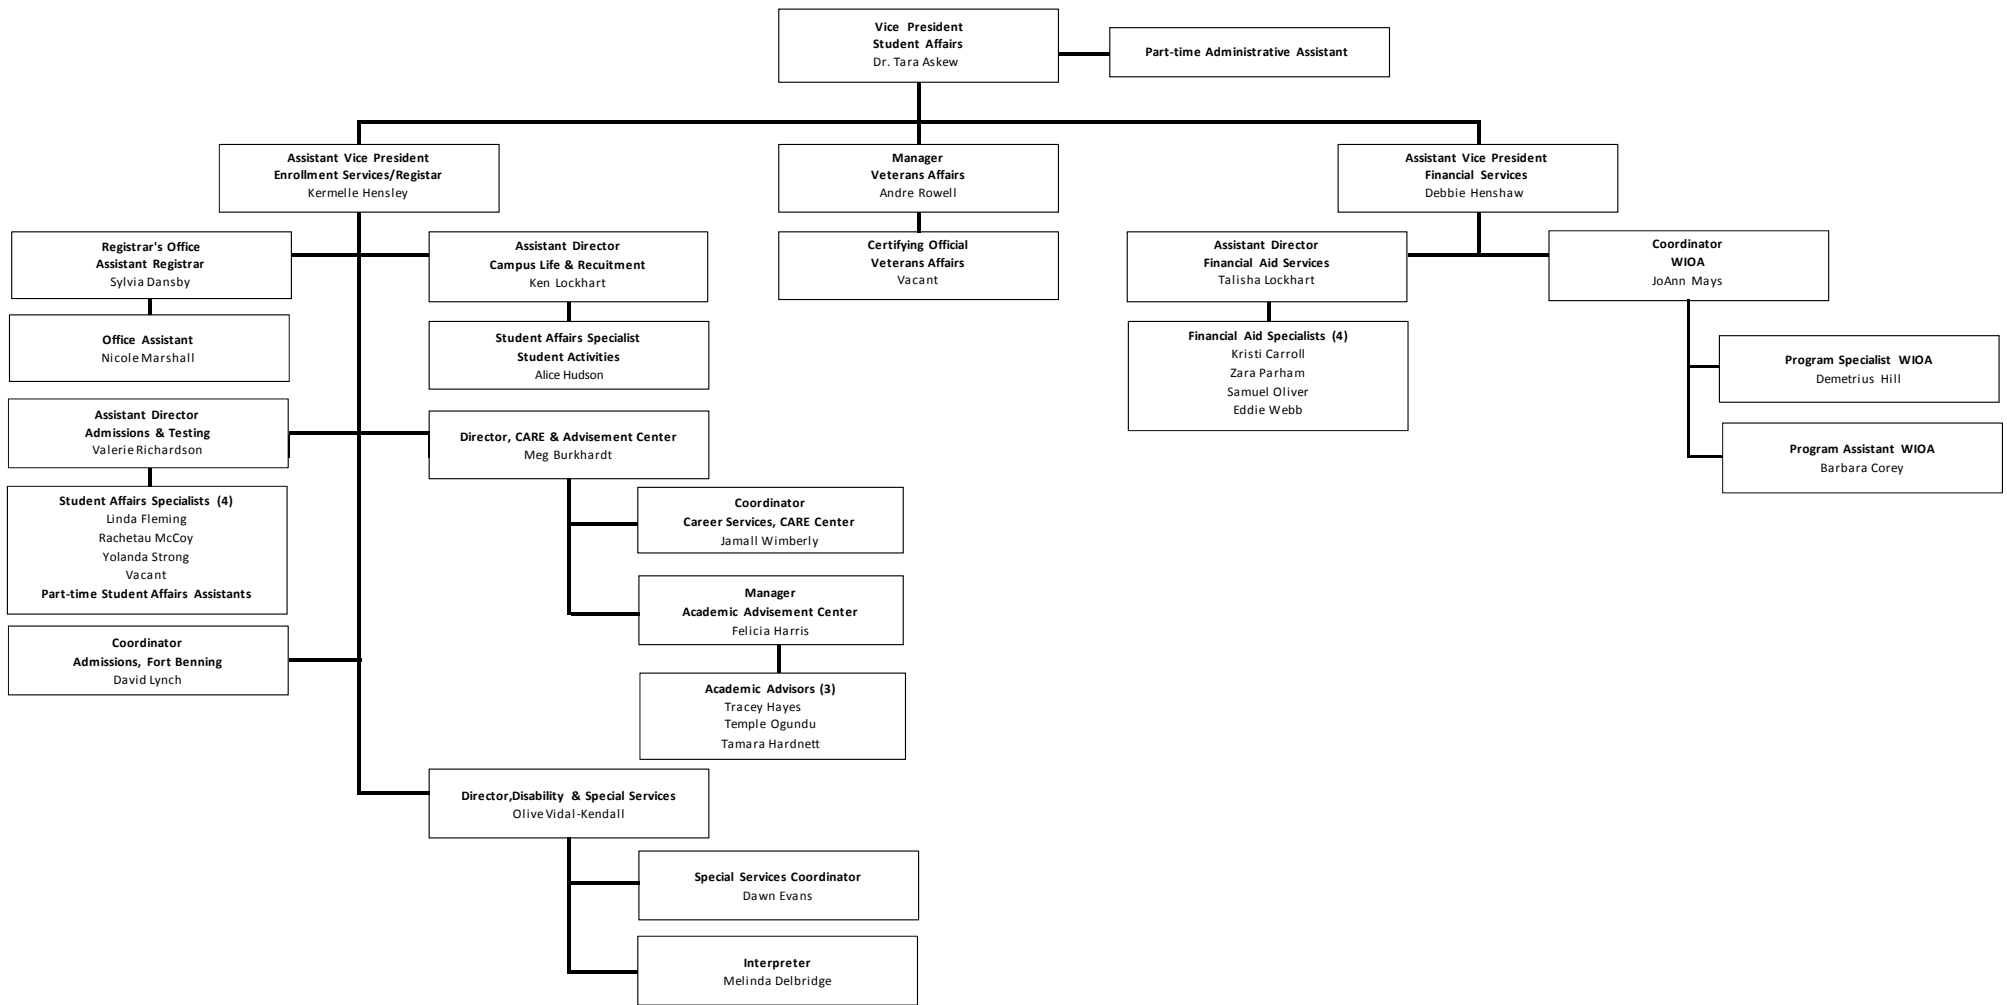 Vice President
Student Affairs
Dr. Tara Askew
Part-time Administrative Assistant
Assistant Vice President
Enrollment Services/Registar
Kermelle Hensley
Manager
Veterans Affairs
Andre Rowell
Assistant Vice President
Financial Services
Debbie Henshaw
Registrar's Office
Assistant Registrar
Sylvia Dansby
Assistant Director
Campus Life & Recuitment
Ken Lockhart
Certifying Official
Veterans Affairs
Vacant
Assistant Director
Financial Aid Services
Talisha Lockhart
Coordinator
WIOA
JoAnn Mays
Office Assistant
Nicole Marshall
Student Affairs Specialist
Student Activities
Alice Hudson
Financial Aid Specialists (4)
Kristi Carroll
Zara Parham
Samuel Oliver
Eddie Webb
Program Specialist WIOA
Demetrius Hill
Assistant Director
Admissions & Testing
Valerie Richardson
Director, CARE & Advisement Center
Meg Burkhardt
Program Assistant WIOA
Barbara Corey
Student Affairs Specialists (4)
Linda Fleming
Rachetau McCoy
Yolanda Strong
Vacant
Part-time Student Affairs Assistants
Coordinator
Career Services, CARE Center
Jamall Wimberly
Manager
Academic Advisement Center
Felicia Harris
Coordinator
Admissions, Fort Benning
David Lynch
Academic Advisors (3)
Tracey Hayes
Temple Ogundu
Tamara Hardnett
Director,Disability & Special Services
Olive Vidal-Kendall
Special Services Coordinator
Dawn Evans
Interpreter
Melinda Delbridge